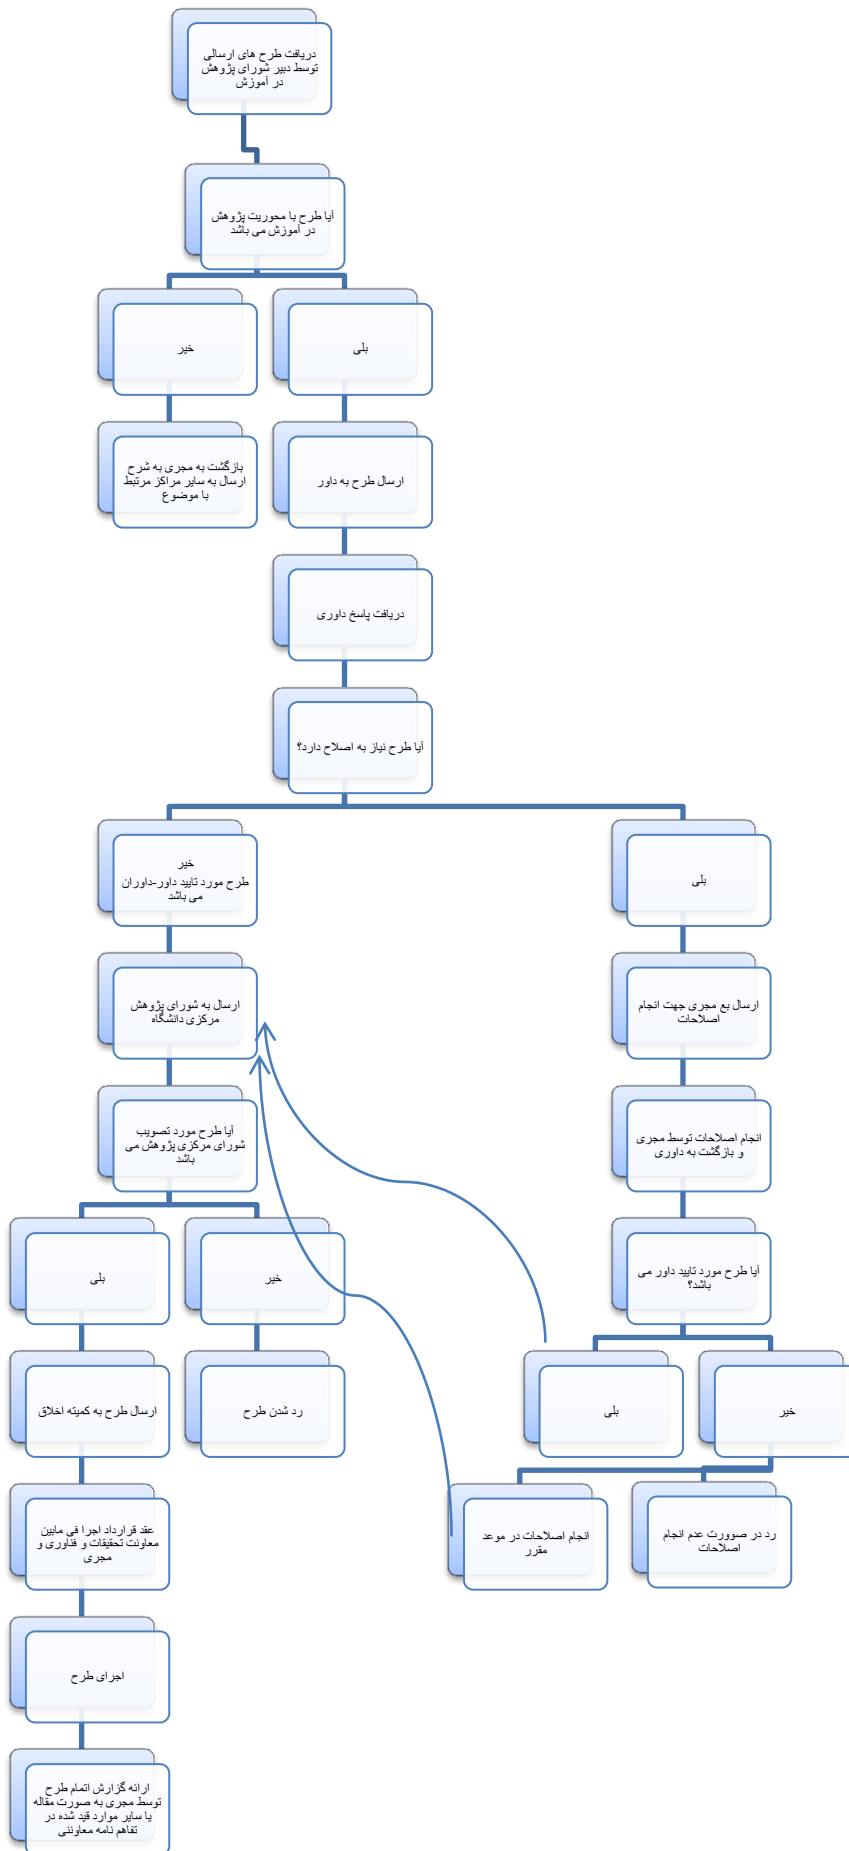 دریافت طرح های ارسالی
توسط دبیر شورای پژوهش
در آموزش
آیا طرح با محوریت پژوهش
در آموزش می باشد
خیر
بلی
بازگشت به مجری به شرح
ارسال به سایر مراکز مرتبط
با موضوع
ارسال طرح به داور
دریافت پاسخ داوری
آیا طرح نیاز به اصلاح دارد؟
خیر
طرح مورد تایید داور-داوران
می باشد
بلی
ارسال به شورای پژوهش
مرکزی دانشگاه
ارسال بع مجری جهت انجام
اصلاحات
آیا طرح مورد تصویب
شورای مرکزی پژوهش می
باشد
انجام اصلاحات توسط مجری
و بازگشت به داوری
بلی
خیر
آیا طرح مورد تایید داور می
باشد؟
ارسال طرح به کمیته اخلاق
رد شدن طرح
بلی
خیر
عقد قرارداد اجرا فی مابین
معاونت تحقیقات و فناوری و
مجری
انجام اصلاحات در موعد
مقرر
رد در صوورت عدم انجام
اصلاحات
اجرای طرح
ارائه گزارش اتمام طرح
توسط مجری به صورت مقاله
یا سایر موارد قید شده در
تفاهم نامه معاونتی